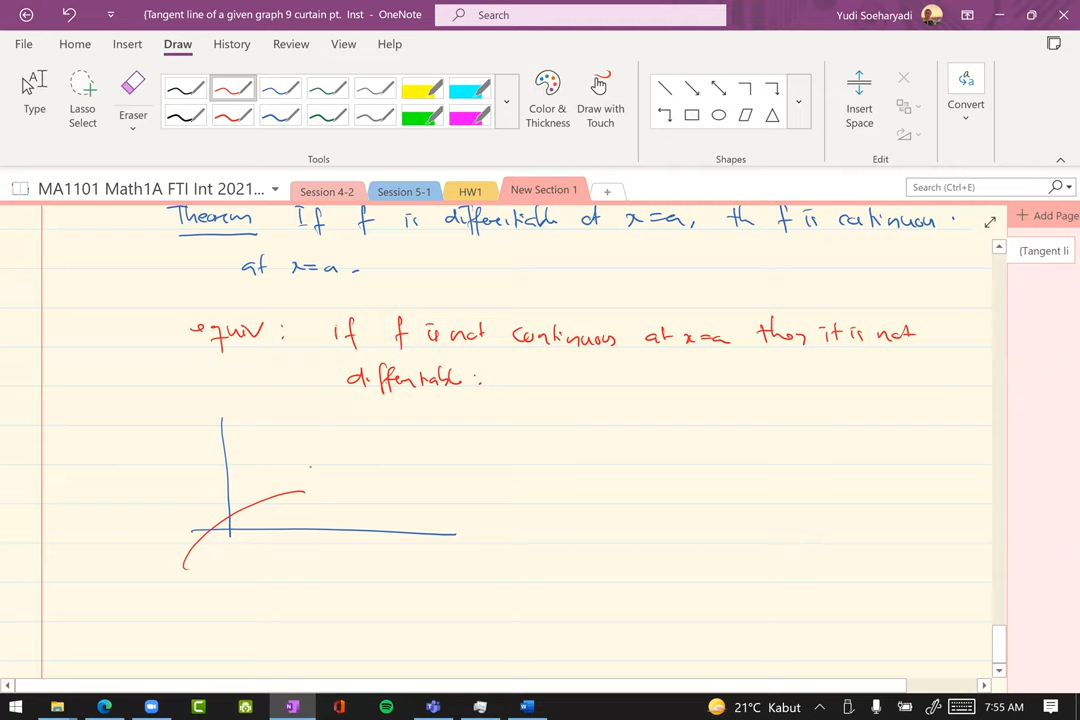 {Tangent line of a given graph 9 curtain pt. Inst - OneNote
Search
Yudi Soeharyadi
File Home Insert Draw History Review View Help
Type
Lasso Select
Eraser
Color & Thickness
Draw with Touch
Insert Space
Convert
Tools
Shapes
Edit
MA1101 Math1A FTI Int 2021...
Session 4-2
Session 5-1
HW1
New Section 1
Search (Ctrl+E)
Add Page
{Tangent li
Theorem If f is differentiable at x=a, th f is continuous.
at x=a.
equiv: if f is not continuous at x=a then it is not
differtiable.
21°C Kabut
7:55 AM